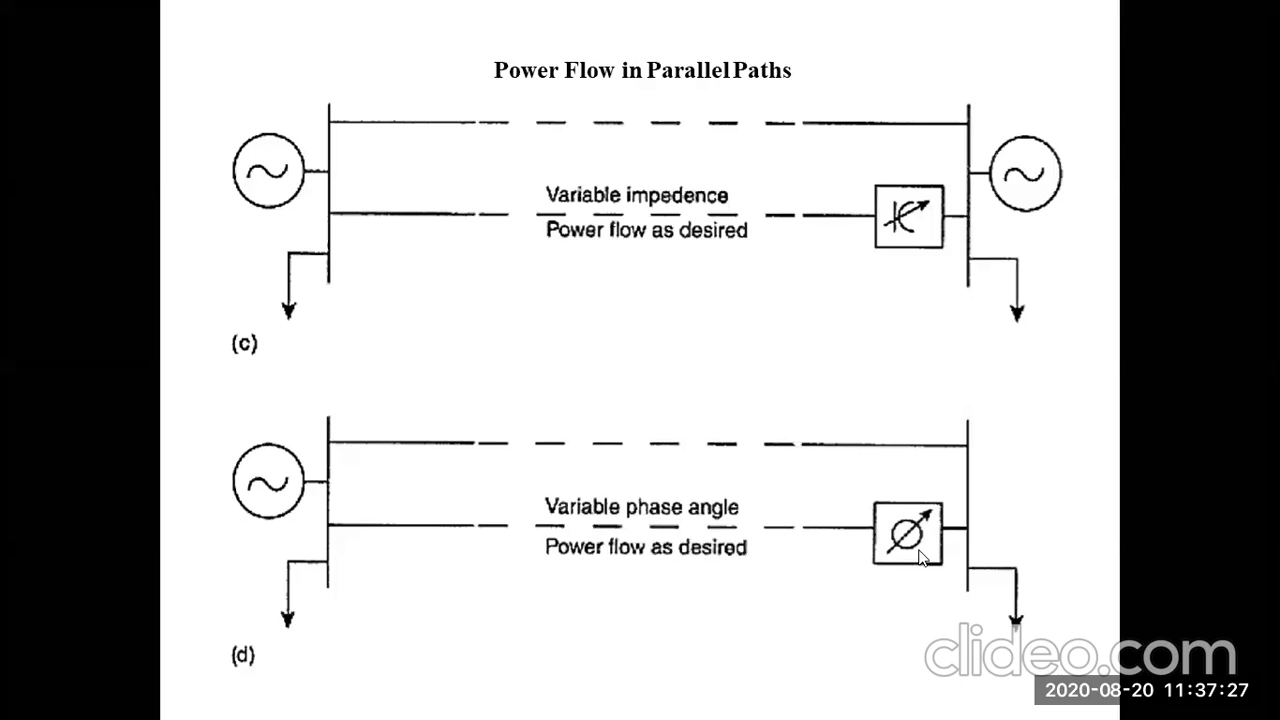 Power Flow in Parallel Paths
Variable impedence
Power flow as desired
(c)
Variable phase angle
Power flow as desired
(d)
clideo.com
2020-08-20 11:37:27